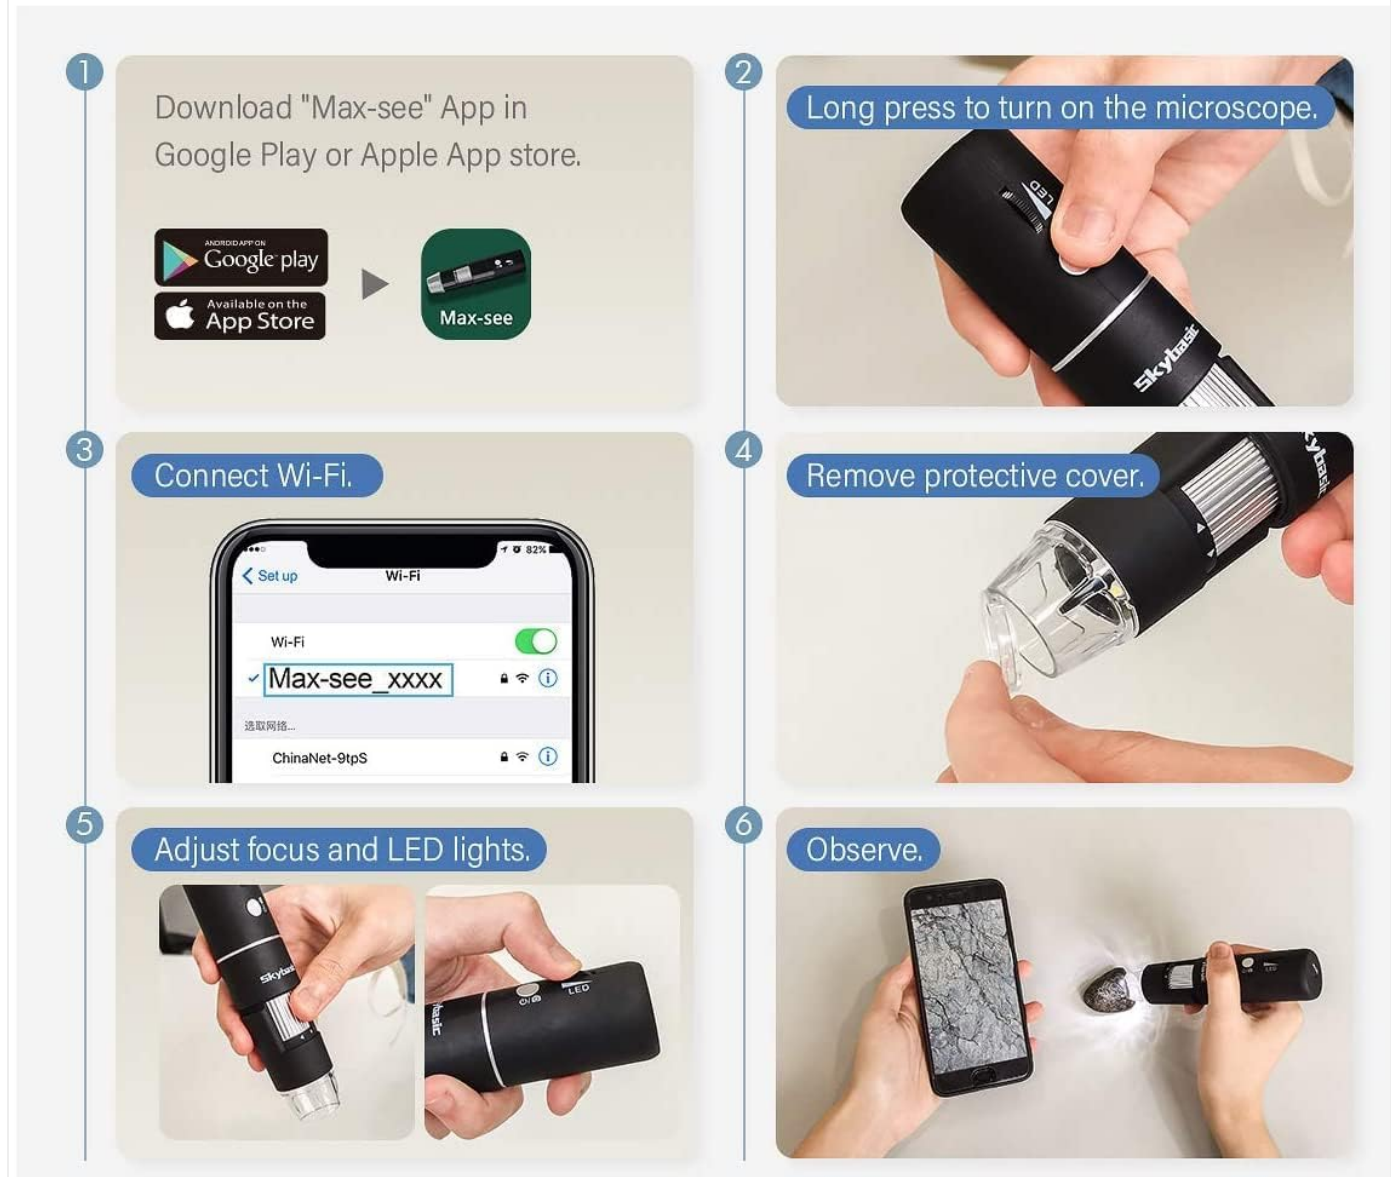 1
Download "Max-see" App in
Google Play or Apple App store.
ANDROID APP ON
Google play
Available on the
App Store
Max-see
2
Long press to turn on the microscope.
LED
Skybasic
3
Connect Wi-Fi.
82%
Set up
Wi-Fi
Wi-Fi
Max-see_xxxx
选取网络...
ChinaNet-9tpS
4
Remove protective cover.
kybasic
5
Adjust focus and LED lights.
Skybasic
ybasic
LED
6
Observe.
LED